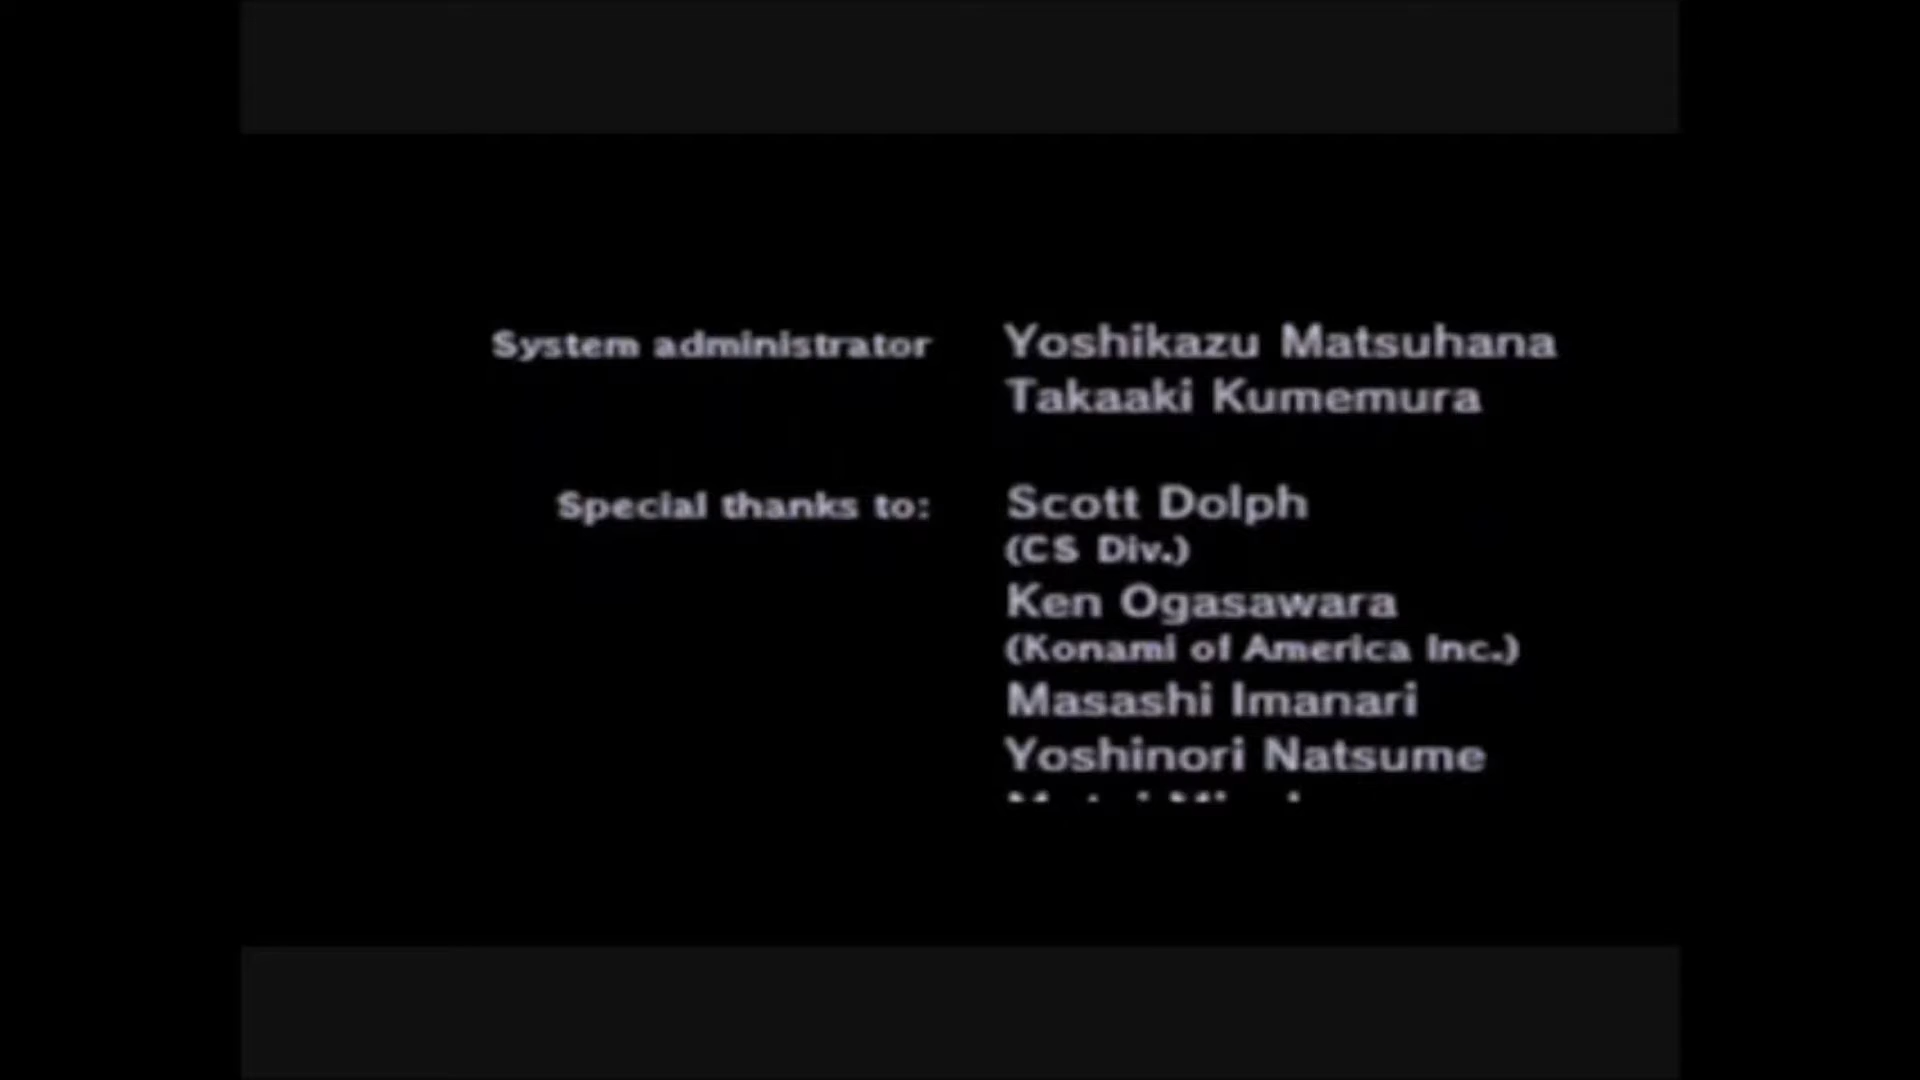 System administrator Yoshikazu Matsuhana
Takaaki Kumemura
Special thanks to: Scott Dolph
(CS Div.)
Ken Ogasawara
(Konami of America Inc.)
Masashi Imanari
Yoshinori Natsume